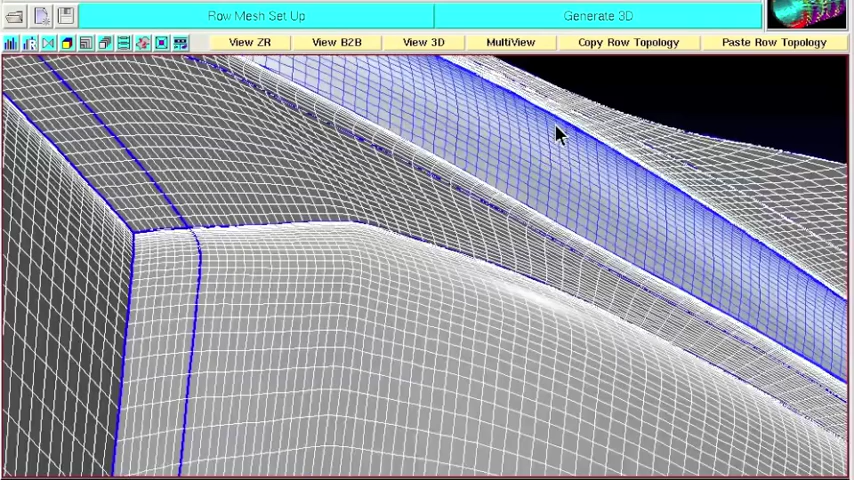 Row Mesh Set Up Generate 3D
View ZR View B2B View 3D MultiView Copy Row Topology Paste Row Topology